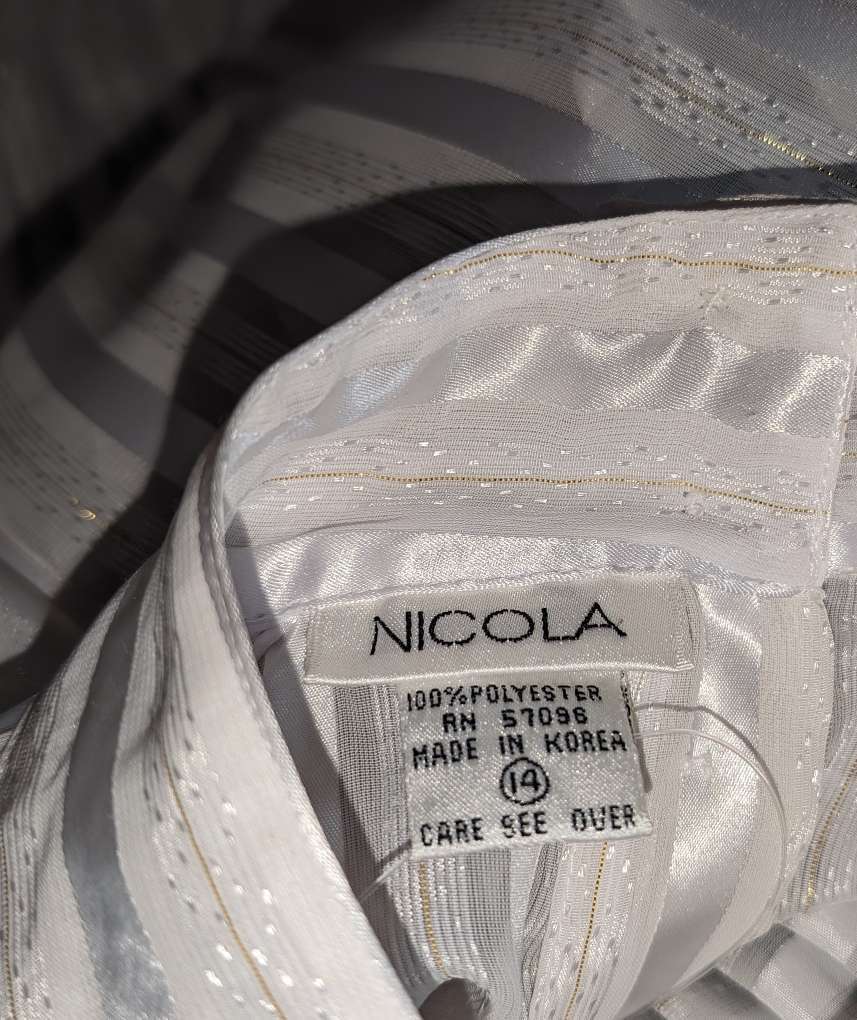 NICOLA
100% POLYESTER
RN 57096
MADE IN KOREA
14
CARE SEE OVER